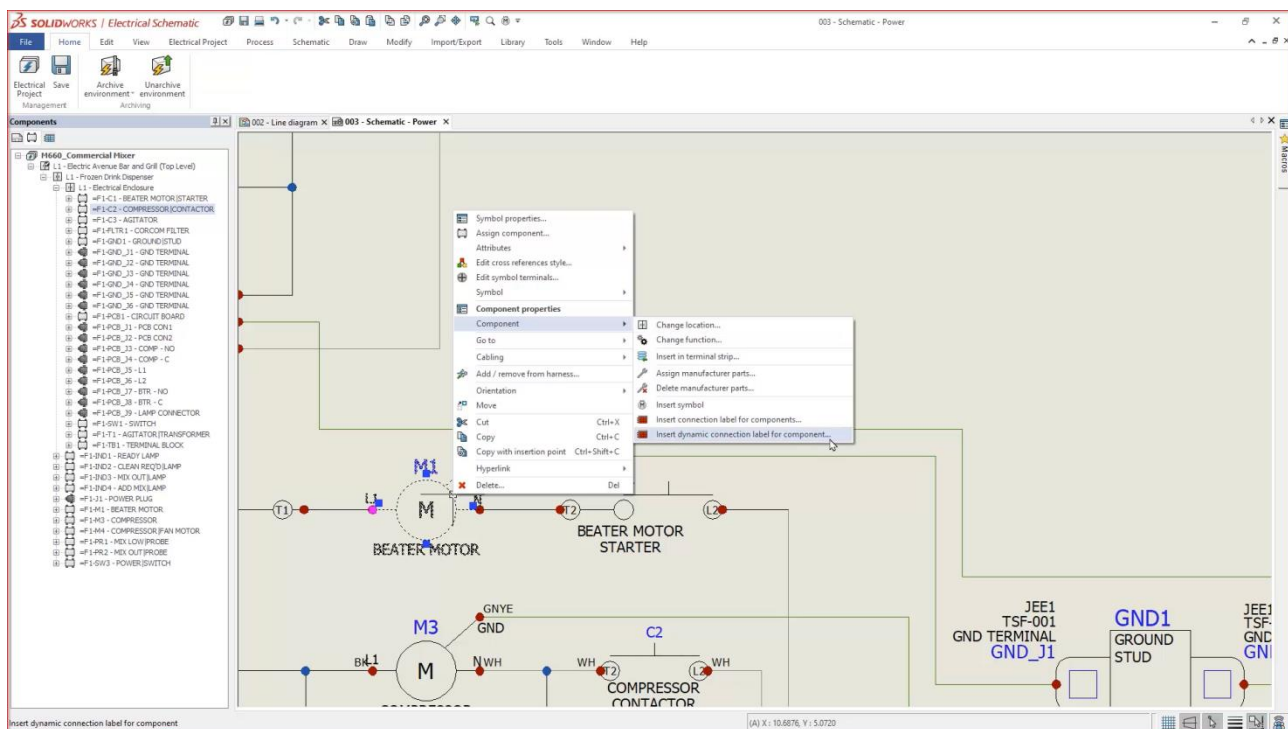 SOLIDWORKS | Electrical Schematic
003 - Schematic - Power
File Home Edit View Electrical Project Process Schematic Draw Modify Import/Export Library Tools Window Help
Electrical Project
Save
Archive environment
Unarchive environment
Management
Archiving
Components
002 - Line diagram X
003 - Schematic - Power X
Macros
M660_Commercial Mixer
L1 - Electric Avenue Bar and Grill (Top Level)
L1 - Frozen Drink Dispenser
L1 - Electrical Enclosure
=F1-C1 - BEATER MOTOR|STARTER
=F1-C2 - COMPRESSOR|CONTACTOR
=F1-C3 - AGITATOR
=F1-FLTR1 - CORCOM FILTER
=F1-GND1 - GROUND|STUD
=F1-GND_J1 - GND TERMINAL
=F1-GND_J2 - GND TERMINAL
=F1-GND_J3 - GND TERMINAL
=F1-GND_J4 - GND TERMINAL
=F1-GND_J5 - GND TERMINAL
=F1-GND_J6 - GND TERMINAL
=F1-PCB1 - CIRCUIT BOARD
=F1-PCB_J1 - PCB CON1
=F1-PCB_J2 - PCB CON2
=F1-PCB_J3 - COMP - NO
=F1-PCB_J4 - COMP - C
=F1-PCB_J5 - L1
=F1-PCB_J6 - L2
=F1-PCB_J7 - BTR - NO
=F1-PCB_J8 - BTR - C
=F1-PCB_J9 - LAMP CONNECTOR
=F1-SW1 - SWITCH
=F1-T1 - AGITATOR|TRANSFORMER
=F1-TB1 - TERMINAL BLOCK
=F1-IND1 - READY LAMP
=F1-IND2 - CLEAN REQ'D|LAMP
=F1-IND3 - MIX OUT|LAMP
=F1-IND4 - ADD MIX|LAMP
=F1-J1 - POWER PLUG
=F1-M1 - BEATER MOTOR
=F1-M3 - COMPRESSOR
=F1-M4 - COMPRESSOR|FAN MOTOR
=F1-PR1 - MIX LOW|PROBE
=F1-PR2 - MIX OUT|PROBE
=F1-SW3 - POWER|SWITCH
Symbol properties...
Assign component...
Attributes
Edit cross references style...
Edit symbol terminals...
Symbol
Component properties
Component
Go to
Cabling
Add / remove from harness...
Orientation
Move
Cut Ctrl+X
Copy Ctrl+C
Copy with insertion point Ctrl+Shift+C
Hyperlink
Delete... Del
Change location...
Change function...
Insert in terminal strip...
Assign manufacturer parts...
Delete manufacturer parts...
Insert symbol
Insert connection label for components...
Insert dynamic connection label for component...
M1
T1 L1 M N T2 L2
BEATER MOTOR
BEATER MOTOR
STARTER
GNYE
GND
M3
C2
L1 M N WH WH T2 L2 WH
COMPRESSOR
CONTACTOR
JEE1
TSF-001
GND TERMINAL
GND_J1
GND1
GROUND
STUD
JEE1
Insert dynamic connection label for component
(A) X : 10.6876, Y : 5.0720